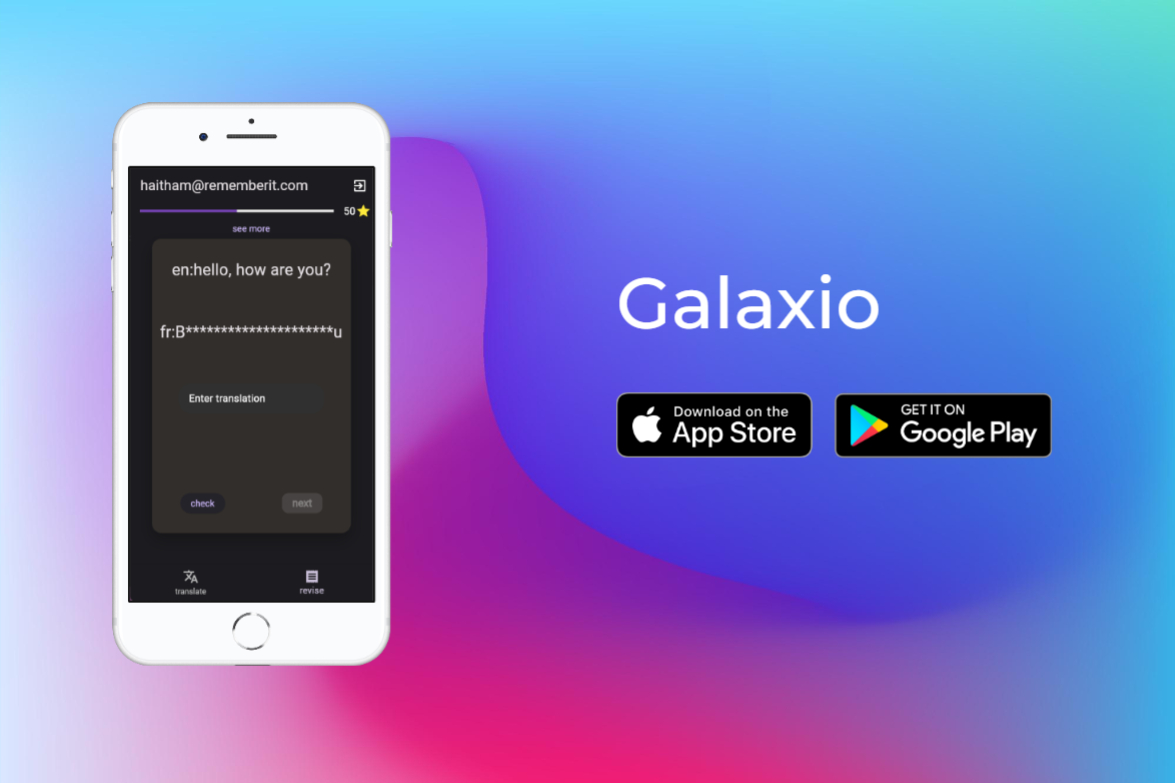 haitham@rememberit.com
50
see more
en:hello, how are you?
fr:B*********************u
Enter translation
check
next
translate
revise
Galaxio
Download on the
App Store
GET IT ON
Google Play